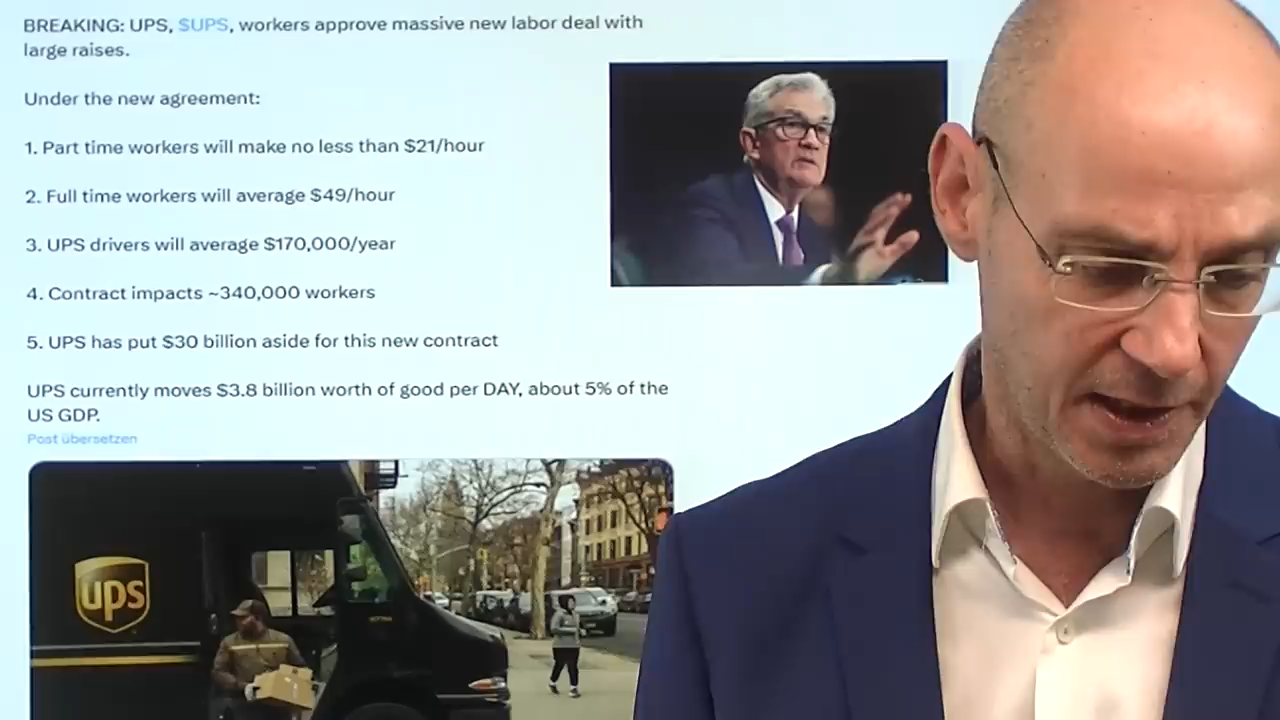 BREAKING: UPS, $UPS, workers approve massive new labor deal with
large raises.
Under the new agreement:
1. Part time workers will make no less than $21/hour
2. Full time workers will average $49/hour
3. UPS drivers will average $170,000/year
4. Contract impacts ~340,000 workers
5. UPS has put $30 billion aside for this new contract
UPS currently moves $3.8 billion worth of good per DAY, about 5% of the
US GDP.
Post übersetzen
ups